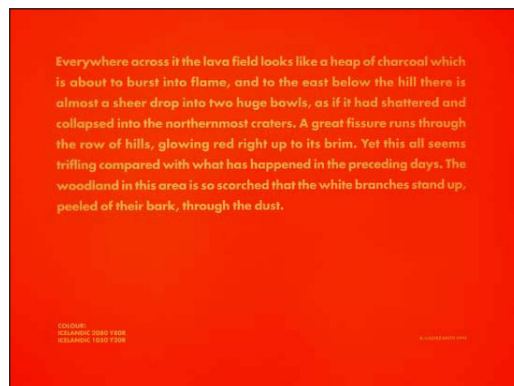 Everywhere across it the lava field looks like a heap of charcoal which
is about to burst into flame, and to the east below the hill there is
almost a sheer drop into two huge bowls, as if it had shattered and
collapsed into the northernmost craters. A great fissure runs through
the row of hills, glowing red right up to its brim. Yet this all seems
trifling compared with what has happened in the preceding days. The
woodland in this area is so scorched that the white branches stand up,
peeled of their bark, through the dust.
COLOUR:
ICELANDIC 2080 Y80R
ICELANDIC 1050 Y20R